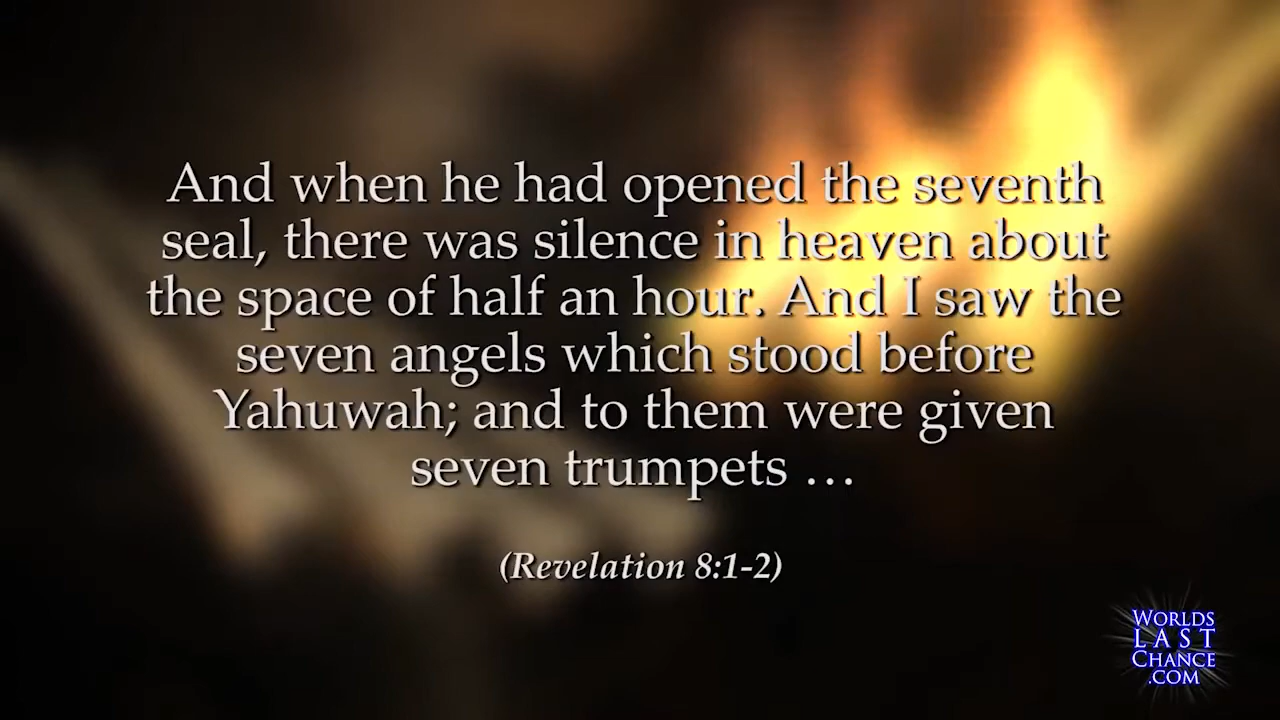 And when he had opened the seventh
seal, there was silence in heaven about
the space of half an hour. And I saw the
seven angels which stood before
Yahuwah; and to them were given
seven trumpets …
(Revelation 8:1-2)
WORLDS
LAST
CHANCE
.COM